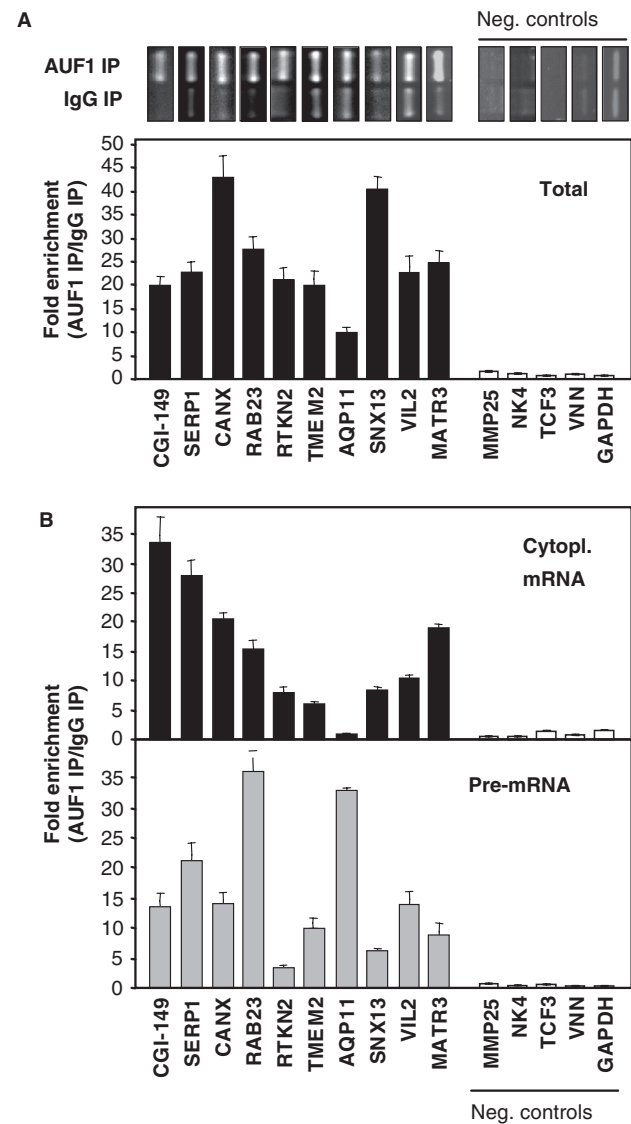 A
Neg. controls
AUF1 IP
IgG IP
Fold enrichment
(AUF1 IP/IgG IP)
50
45
40
35
30
25
20
15
10
5
0
Total
CGI-149
SERP1
CANX
RAB23
RTKN2
TMEM2
AQP11
SNX13
VIL2
MATR3
MMP25
NK4
TCF3
VNN
GAPDH
B
Fold enrichment
(AUF1 IP/IgG IP)
35
30
25
20
15
10
5
0
Cytopl.
mRNA
35
30
25
20
15
10
5
0
Pre-mRNA
CGI-149
SERP1
CANX
RAB23
RTKN2
TMEM2
AQP11
SNX13
VIL2
MATR3
MMP25
NK4
TCF3
VNN
GAPDH
Neg. controls